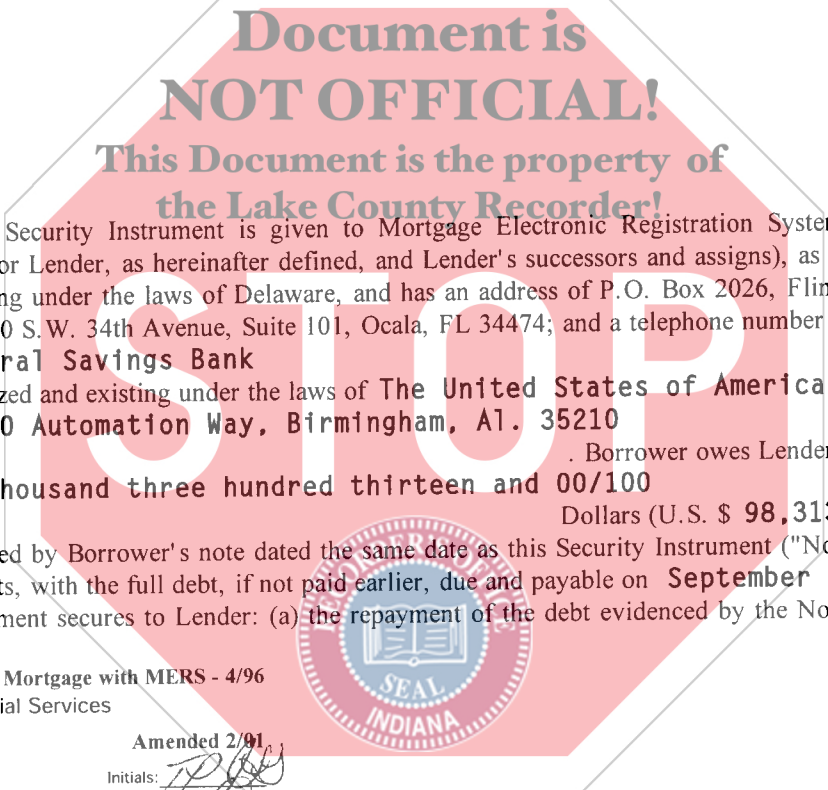 Document is
NOT OFFICIAL!
This Document is the property of
the Lake County Recorder!
Security Instrument is given to Mortgage Electronic Registration System
or Lender, as hereinafter defined, and Lender's successors and assigns), as
ng under the laws of Delaware, and has an address of P.O. Box 2026, Flin
0 S.W. 34th Avenue, Suite 101, Ocala, FL 34474; and a telephone number
ral Savings Bank
zed and existing under the laws of The United States of America
0 Automation Way, Birmingham, Al. 35210
. Borrower owes Lender
housand three hundred thirteen and 00/100
Dollars (U.S. $ 98,313
ed by Borrower's note dated the same date as this Security Instrument ("No
ts, with the full debt, if not paid earlier, due and payable on September
ment secures to Lender: (a) the repayment of the debt evidenced by the No
STOP
RECORDER'S OFFICE
SEAL
INDIANA
Mortgage with MERS - 4/96
ial Services
Amended 2/91
Initials: